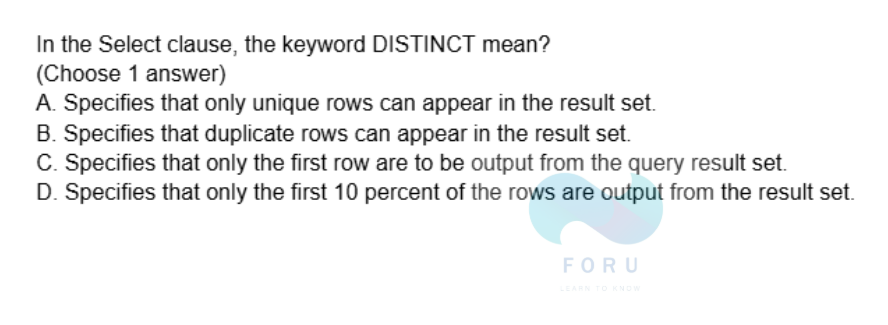 In the Select clause, the keyword DISTINCT mean?
(Choose 1 answer)
A. Specifies that only unique rows can appear in the result set.
B. Specifies that duplicate rows can appear in the result set.
C. Specifies that only the first row are to be output from the query result set.
D. Specifies that only the first 10 percent of the rows are output from the result set.
FORU
LEARN TO KNOW